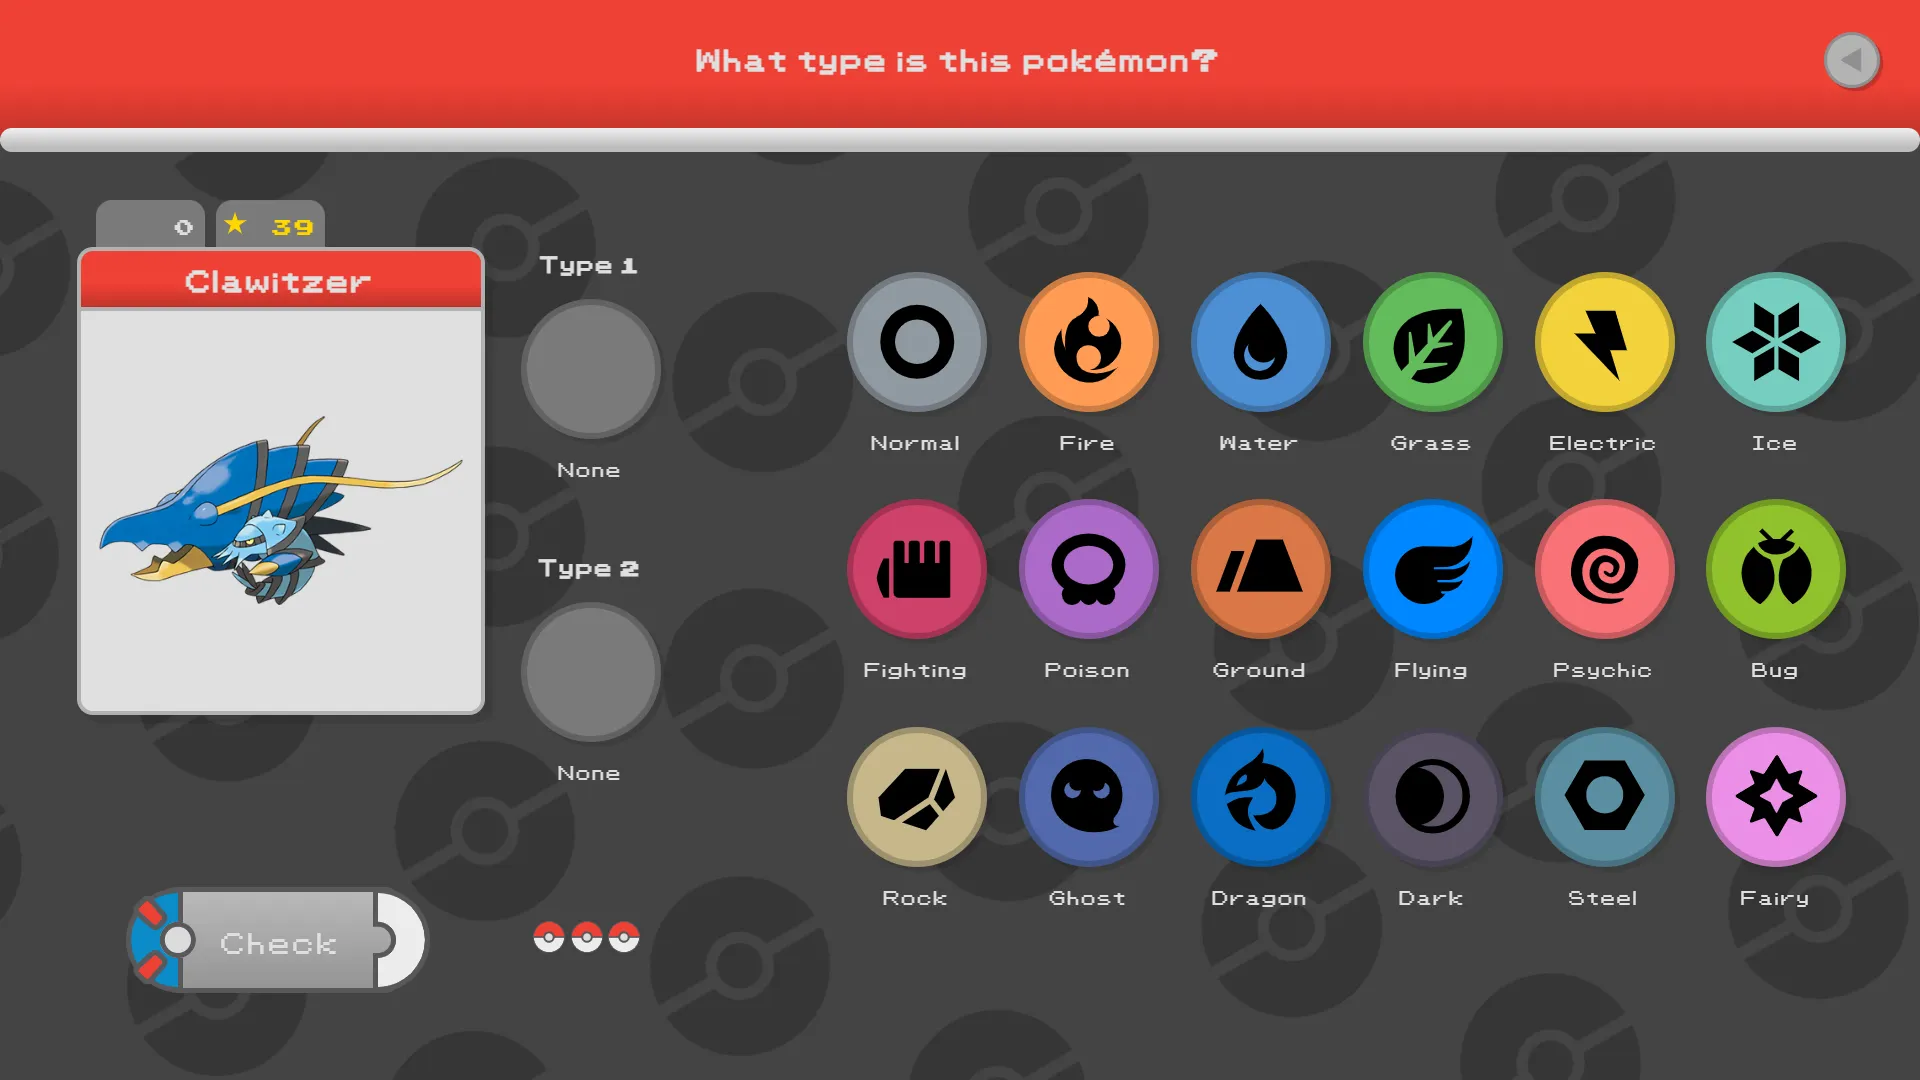 What type is this pokémon?
0
39
Clawitzer
Type 1
None
Type 2
None
Normal
Fire
Water
Grass
Electric
Ice
Fighting
Poison
Ground
Flying
Psychic
Bug
Rock
Ghost
Dragon
Dark
Steel
Fairy
Check